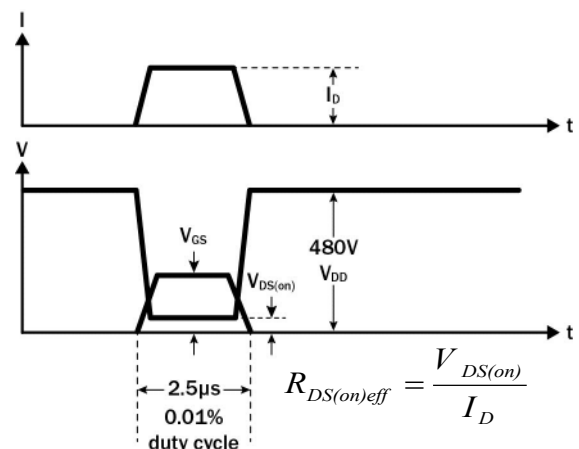 I
I_D
t
V
V_GS
480V
V_DD
V_DS(on)
t
2.5µs
0.01%
duty cycle
R_DS(on)eff = V_DS(on) / I_D